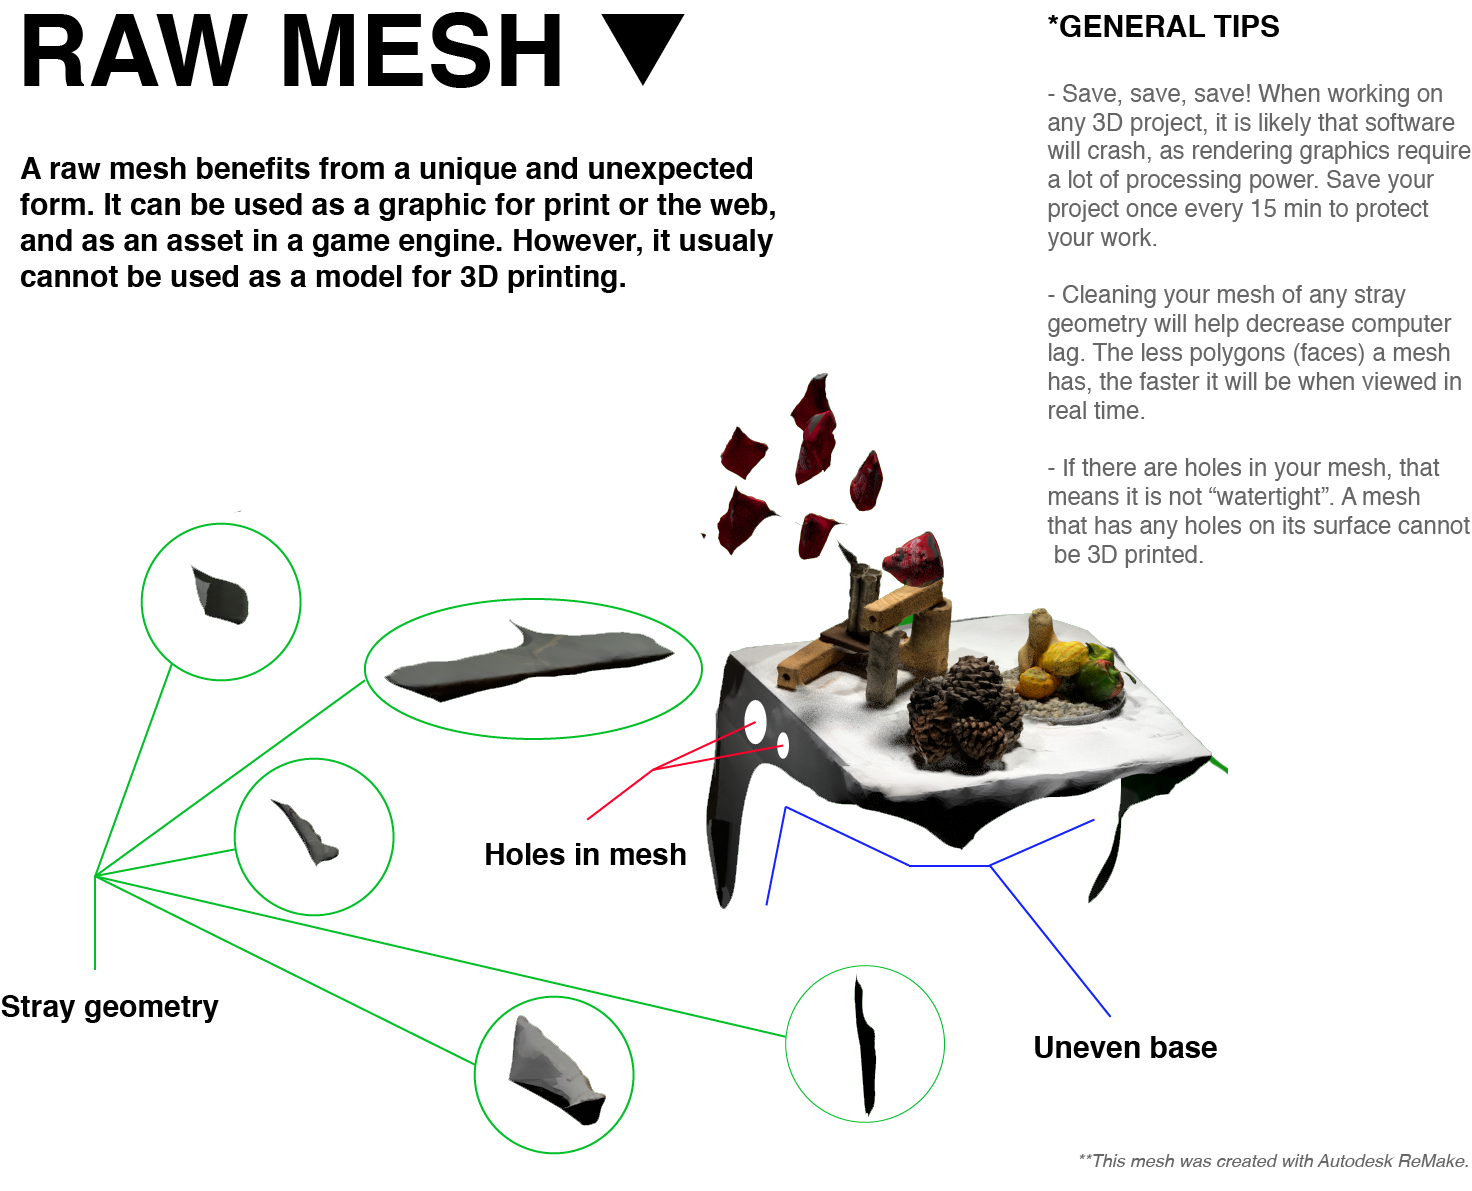 RAW MESH
A raw mesh benefits from a unique and unexpected
form. It can be used as a graphic for print or the web,
and as an asset in a game engine. However, it usualy
cannot be used as a model for 3D printing.
*GENERAL TIPS
- Save, save, save! When working on
any 3D project, it is likely that software
will crash, as rendering graphics require
a lot of processing power. Save your
project once every 15 min to protect
your work.
- Cleaning your mesh of any stray
geometry will help decrease computer
lag. The less polygons (faces) a mesh
has, the faster it will be when viewed in
real time.
- If there are holes in your mesh, that
means it is not “watertight”. A mesh
that has any holes on its surface cannot
be 3D printed.
Holes in mesh
Stray geometry
Uneven base
**This mesh was created with Autodesk ReMake.